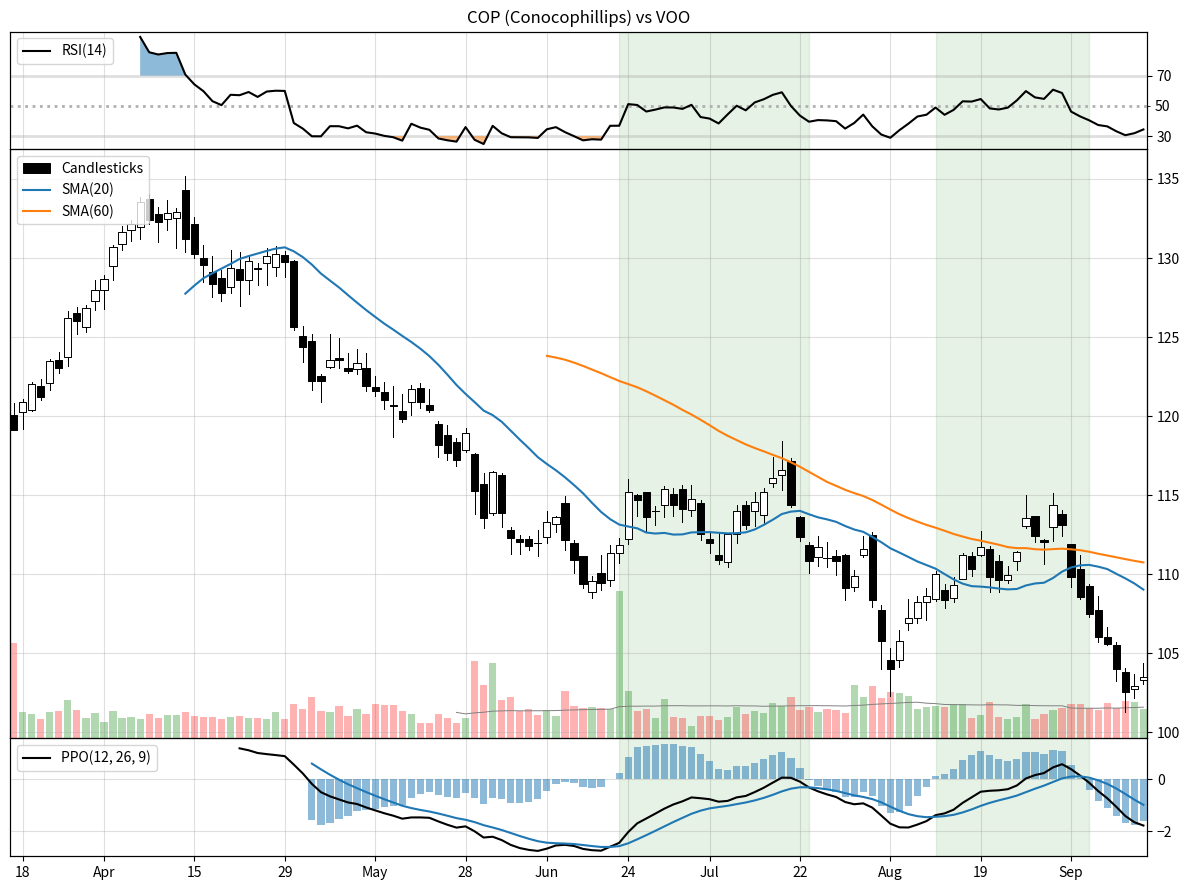 COP (Conocophillips) vs VOO
RSI(14)
70
50
30
Candlesticks
SMA(20)
SMA(60)
135
130
125
120
115
110
105
100
PPO(12, 26, 9)
0
−2
18 Apr 15 29 May 28 Jun 24 Jul 22 Aug 19 Sep